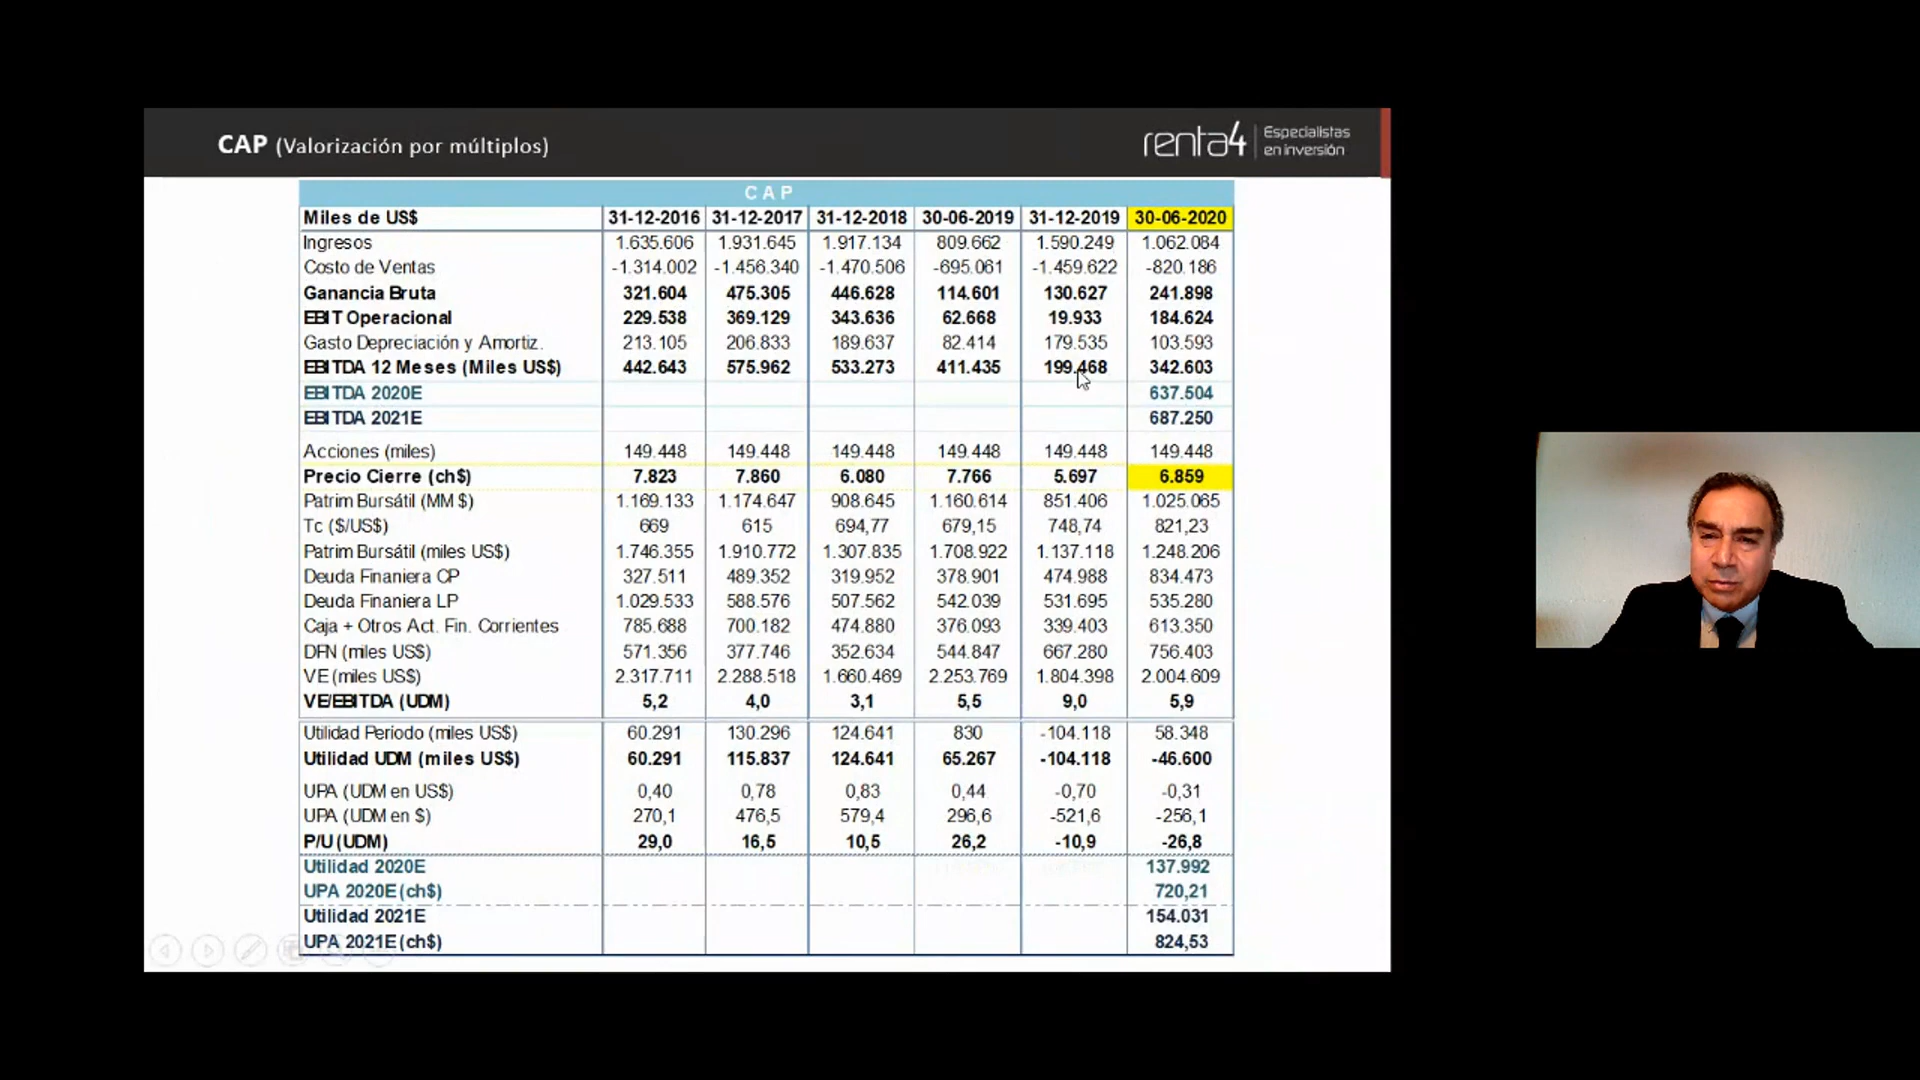 CAP (Valorización por múltiplos)
renta4 Especialistas en inversión
CAP
Miles de US$ 31-12-2016 31-12-2017 31-12-2018 30-06-2019 31-12-2019 30-06-2020
Ingresos 1.635.606 1.931.645 1.917.134 809.662 1.590.249 1.062.084
Costo de Ventas -1.314.002 -1.456.340 -1.470.506 -695.061 -1.459.622 -820.186
Ganancia Bruta 321.604 475.305 446.628 114.601 130.627 241.898
EBIT Operacional 229.538 369.129 343.636 62.668 19.933 184.624
Gasto Depreciación y Amortiz. 213.105 206.833 189.637 82.414 179.535 103.593
EBITDA 12 Meses (Miles US$) 442.643 575.962 533.273 411.435 199.468 342.603
EBITDA 2020E 637.504
EBITDA 2021E 687.250
Acciones (miles) 149.448 149.448 149.448 149.448 149.448 149.448
Precio Cierre (ch$) 7.823 7.860 6.080 7.766 5.697 6.859
Patrim Bursátil (MM $) 1.169.133 1.174.647 908.645 1.160.614 851.406 1.025.065
Tc ($/US$) 669 615 694,77 679,15 748,74 821,23
Patrim Bursátil (miles US$) 1.746.355 1.910.772 1.307.835 1.708.922 1.137.118 1.248.206
Deuda Finaniera CP 327.511 489.352 319.952 378.901 474.988 834.473
Deuda Finaniera LP 1.029.533 588.576 507.562 542.039 531.695 535.280
Caja + Otros Act. Fin. Corrientes 785.688 700.182 474.880 376.093 339.403 613.350
DFN (miles US$) 571.356 377.746 352.634 544.847 667.280 756.403
VE (miles US$) 2.317.711 2.288.518 1.660.469 2.253.769 1.804.398 2.004.609
VE/EBITDA (UDM) 5,2 4,0 3,1 5,5 9,0 5,9
Utilidad Periodo (miles US$) 60.291 130.296 124.641 830 -104.118 58.348
Utilidad UDM (miles US$) 60.291 115.837 124.641 65.267 -104.118 -46.600
UPA (UDM en US$) 0,40 0,78 0,83 0,44 -0,70 -0,31
UPA (UDM en $) 270,1 476,5 579,4 296,6 -521,6 -256,1
P/U (UDM) 29,0 16,5 10,5 26,2 -10,9 -26,8
Utilidad 2020E 137.992
UPA 2020E (ch$) 720,21
Utilidad 2021E 154.031
UPA 2021E (ch$) 824,53